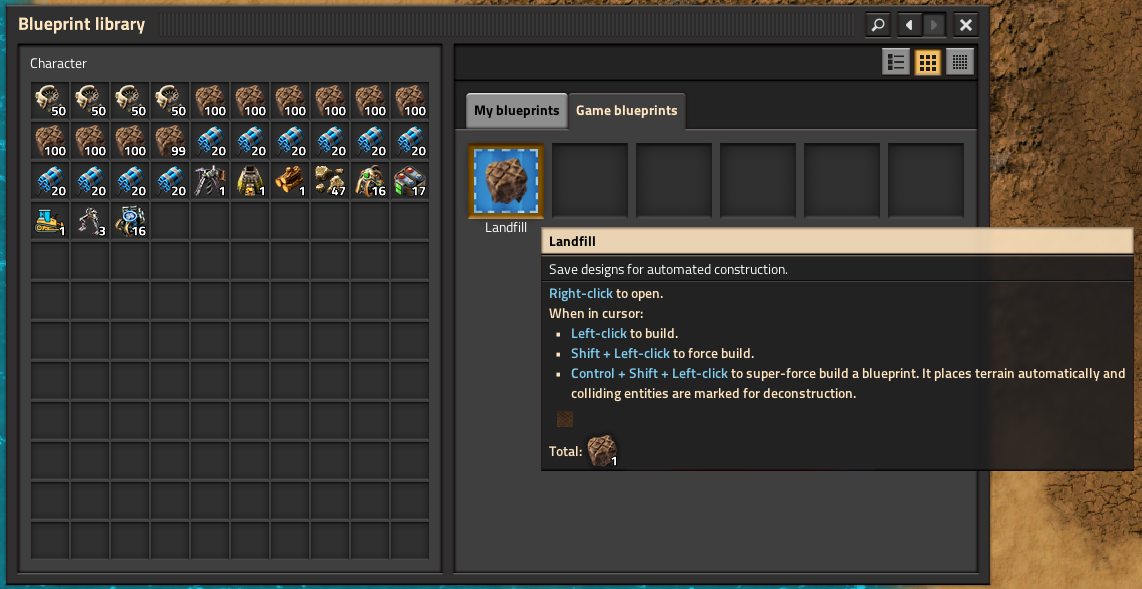 Blueprint library
Character
50 50 50 50 100 100 100 100 100 100
100 100 100 99 20 20 20 20 20 20
20 20 20 20 1 1 1 47 16 17
1 3 16
My blueprints
Game blueprints
Landfill
Landfill
Save designs for automated construction.
Right-click to open.
When in cursor:
▪ Left-click to build.
▪ Shift + Left-click to force build.
▪ Control + Shift + Left-click to super-force build a blueprint. It places terrain automatically and
colliding entities are marked for deconstruction.
Total: 1